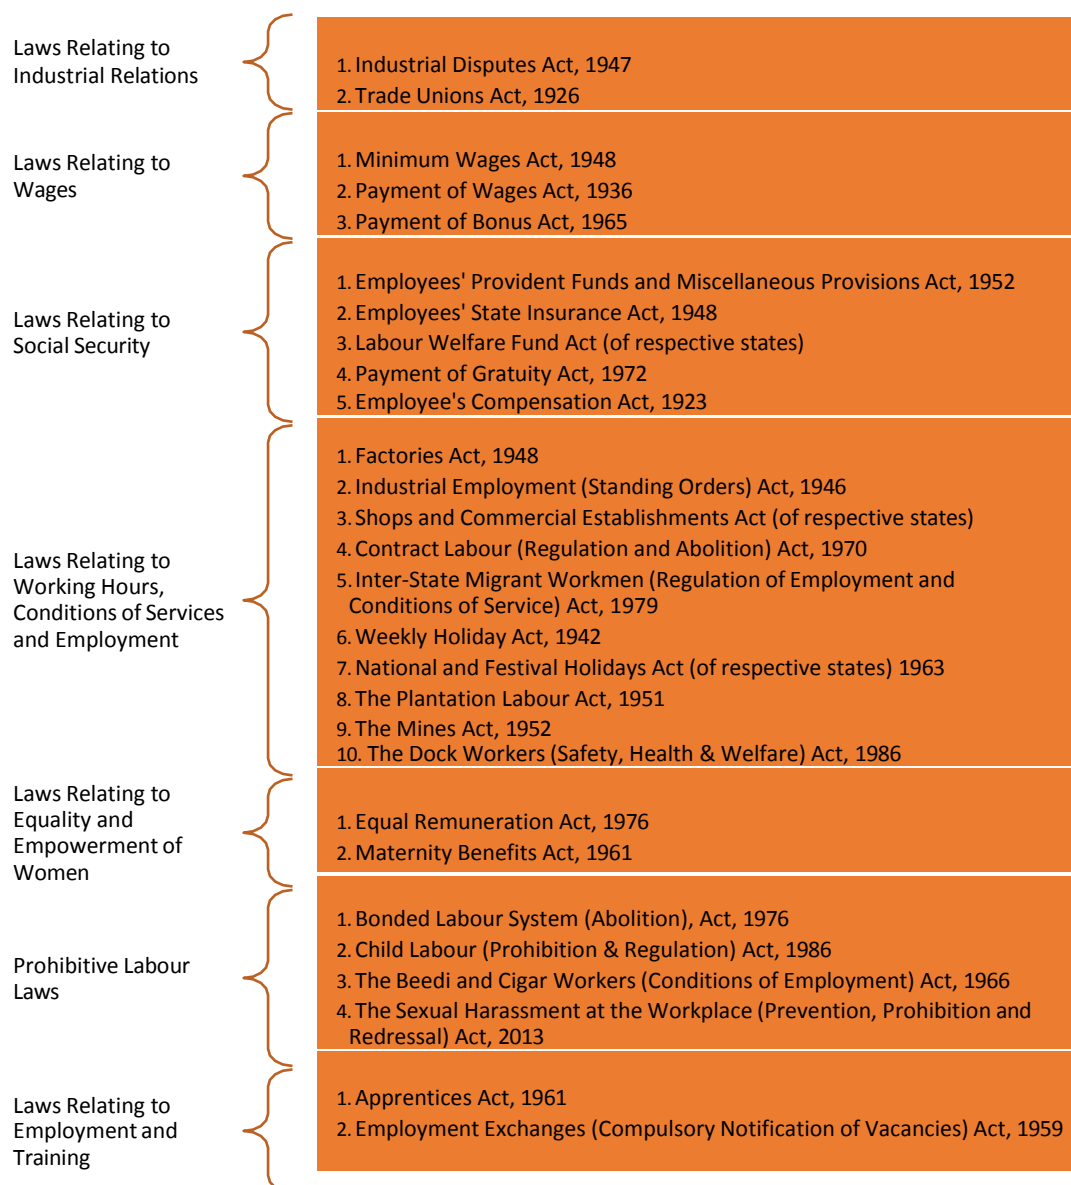 Laws Relating to
Industrial Relations
1. Industrial Disputes Act, 1947
2. Trade Unions Act, 1926
Laws Relating to
Wages
1. Minimum Wages Act, 1948
2. Payment of Wages Act, 1936
3. Payment of Bonus Act, 1965
Laws Relating to
Social Security
1. Employees' Provident Funds and Miscellaneous Provisions Act, 1952
2. Employees' State Insurance Act, 1948
3. Labour Welfare Fund Act (of respective states)
4. Payment of Gratuity Act, 1972
5. Employee's Compensation Act, 1923
Laws Relating to
Working Hours,
Conditions of Services
and Employment
1. Factories Act, 1948
2. Industrial Employment (Standing Orders) Act, 1946
3. Shops and Commercial Establishments Act (of respective states)
4. Contract Labour (Regulation and Abolition) Act, 1970
5. Inter-State Migrant Workmen (Regulation of Employment and
Conditions of Service) Act, 1979
6. Weekly Holiday Act, 1942
7. National and Festival Holidays Act (of respective states) 1963
8. The Plantation Labour Act, 1951
9. The Mines Act, 1952
10. The Dock Workers (Safety, Health & Welfare) Act, 1986
Laws Relating to
Equality and
Empowerment of
Women
1. Equal Remuneration Act, 1976
2. Maternity Benefits Act, 1961
Prohibitive Labour
Laws
1. Bonded Labour System (Abolition), Act, 1976
2. Child Labour (Prohibition & Regulation) Act, 1986
3. The Beedi and Cigar Workers (Conditions of Employment) Act, 1966
4. The Sexual Harassment at the Workplace (Prevention, Prohibition and
Redressal) Act, 2013
Laws Relating to
Employment and
Training
1. Apprentices Act, 1961
2. Employment Exchanges (Compulsory Notification of Vacancies) Act, 1959